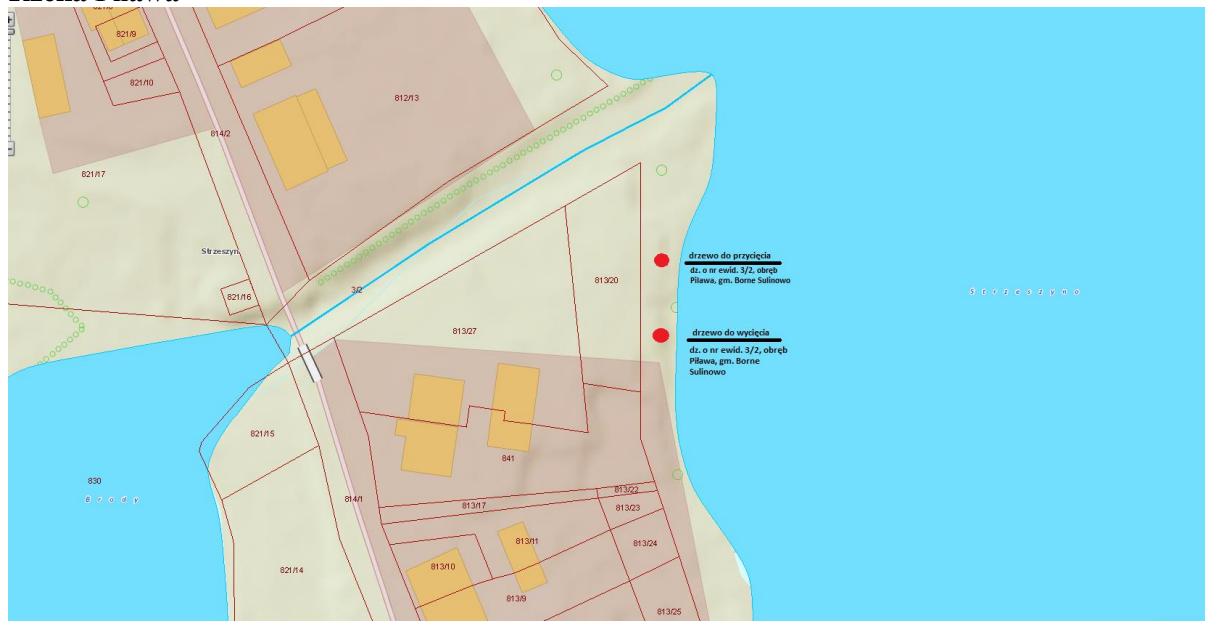 821/9
821/10
812/13
814/2
821/17
Strzeszyn
drzewo do przycięcia
dz. o nr ewid. 3/2, obręb
Piława, gm. Borne Sulinowo
813/20
3/2
821/16
S t r z e s z y n o
813/27
drzewo do wycięcia
dz. o nr ewid. 3/2, obręb
Piława, gm. Borne
Sulinowo
821/15
841
830
B r o d y
814/1
813/22
813/17
813/23
813/11
813/24
813/10
821/14
813/9
813/25